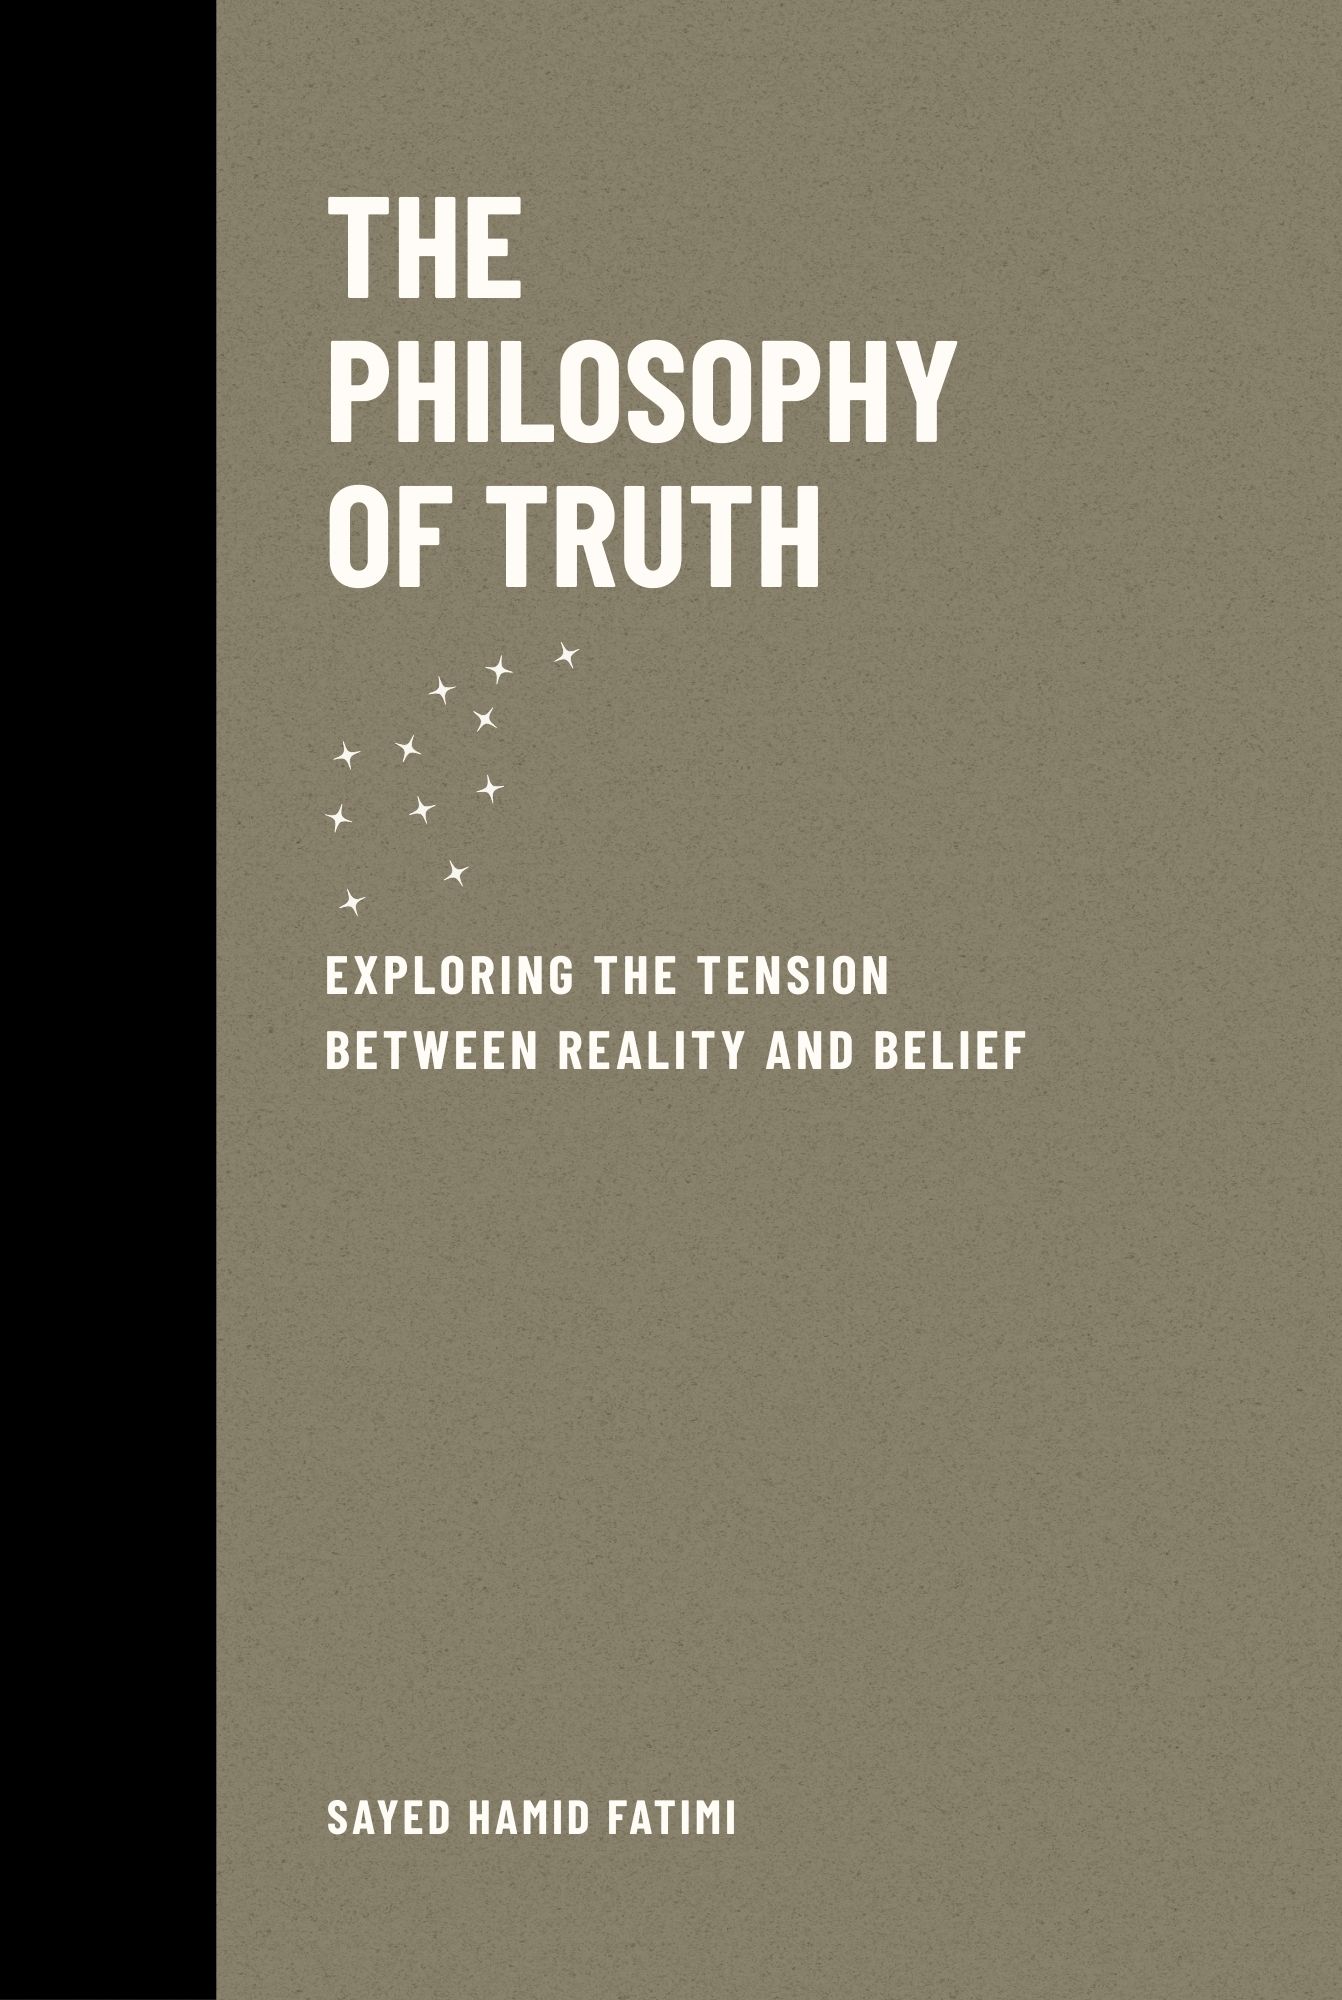 THE
PHILOSOPHY
OF TRUTH
EXPLORING THE TENSION
BETWEEN REALITY AND BELIEF
SAYED HAMID FATIMI